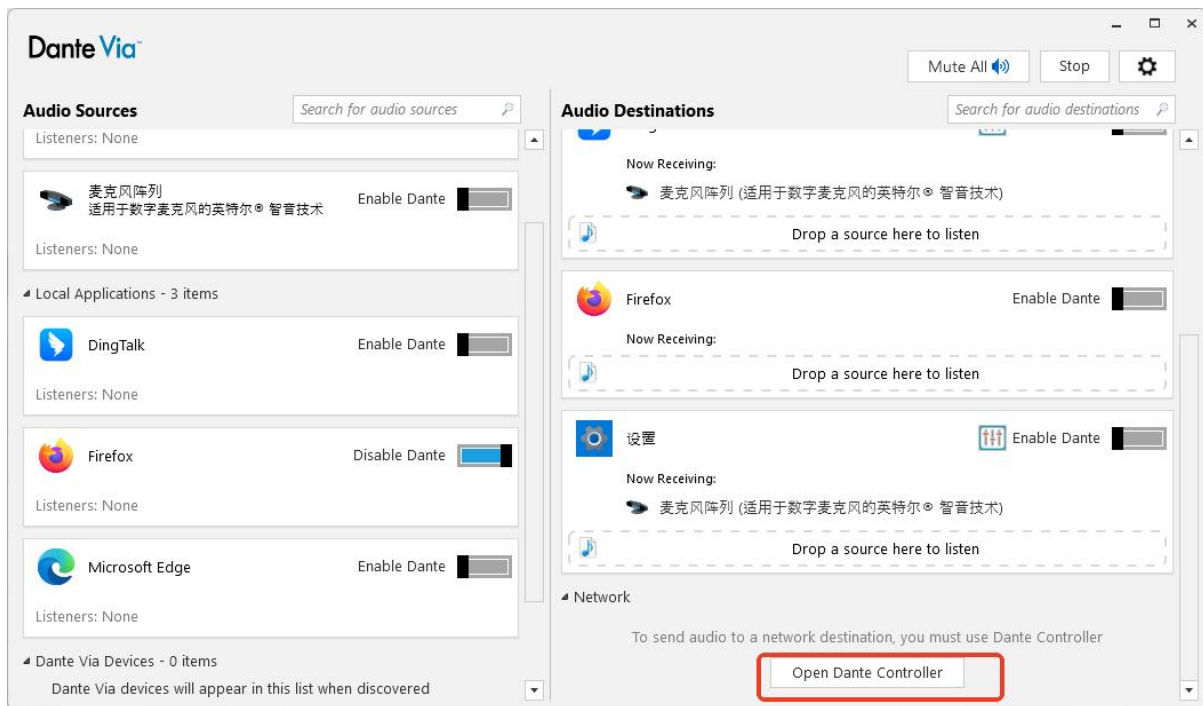 Dante Via™
Mute All
Stop
Audio Sources
Search for audio sources
Listeners: None
麦克风阵列
适用于数字麦克风的英特尔® 智音技术
Enable Dante
Listeners: None
Local Applications - 3 items
DingTalk
Enable Dante
Listeners: None
Firefox
Disable Dante
Listeners: None
Microsoft Edge
Enable Dante
Listeners: None
Dante Via Devices - 0 items
Dante Via devices will appear in this list when discovered
Audio Destinations
Search for audio destinations
Now Receiving:
麦克风阵列 (适用于数字麦克风的英特尔® 智音技术)
Drop a source here to listen
Firefox
Enable Dante
Now Receiving:
Drop a source here to listen
设置
Enable Dante
Now Receiving:
麦克风阵列 (适用于数字麦克风的英特尔® 智音技术)
Drop a source here to listen
Network
To send audio to a network destination, you must use Dante Controller
Open Dante Controller